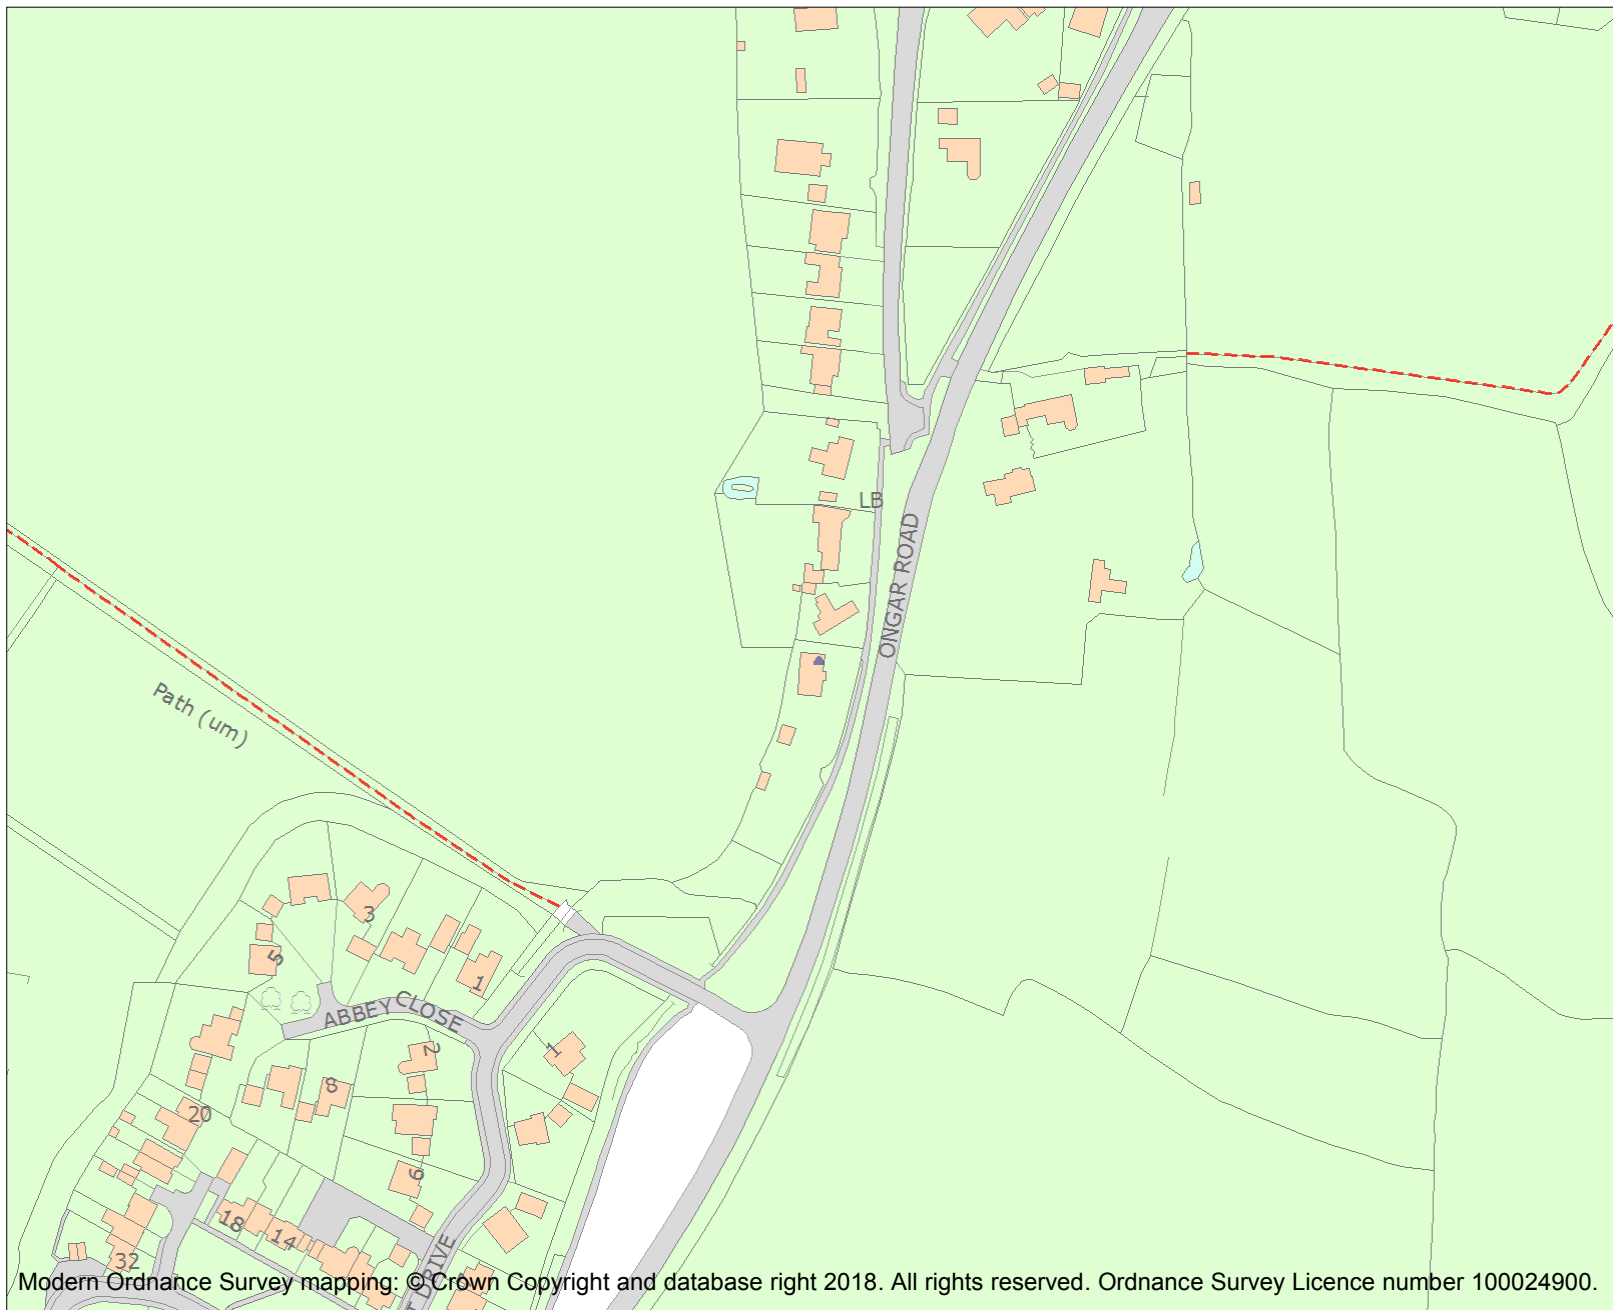 LB
ONGAR ROAD
Path (um)
3
5
1
ABBEY CLOSE
2
1
8
20
6
18
14
32
T DRIVE
Modern Ordnance Survey mapping: © Crown Copyright and database right 2018. All rights reserved. Ordnance Survey Licence number 100024900.